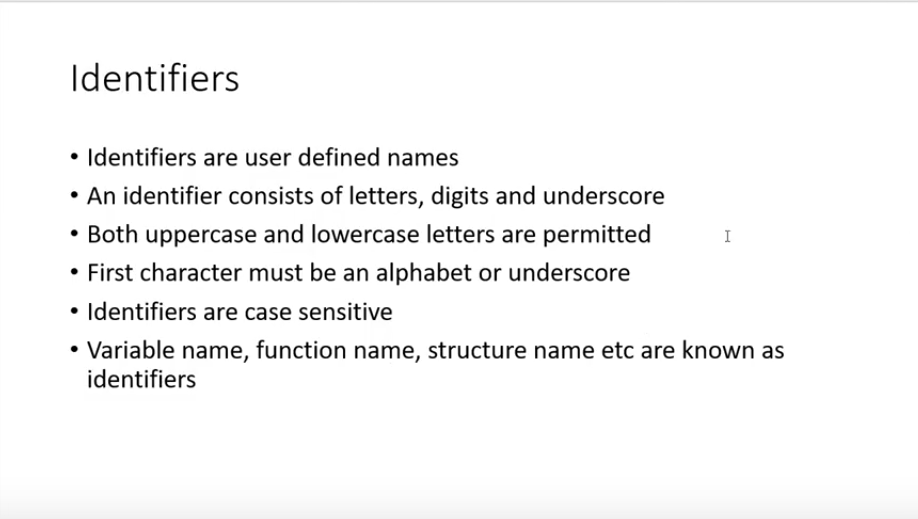 Identifiers
• Identifiers are user defined names
• An identifier consists of letters, digits and underscore
• Both uppercase and lowercase letters are permitted
• First character must be an alphabet or underscore
• Identifiers are case sensitive
• Variable name, function name, structure name etc are known as
identifiers